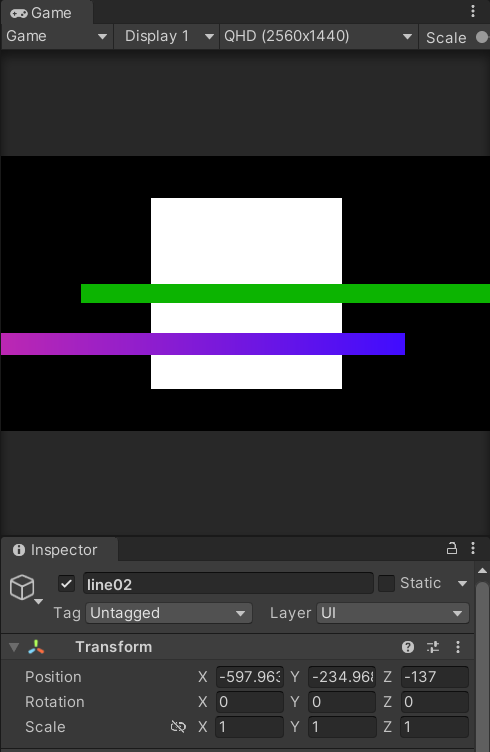 Game
Game Display 1 QHD (2560x1440) Scale
Inspector
line02 Static
Tag Untagged Layer UI
Transform
Position X -597.963 Y -234.968 Z -137
Rotation X 0 Y 0 Z 0
Scale X 1 Y 1 Z 1